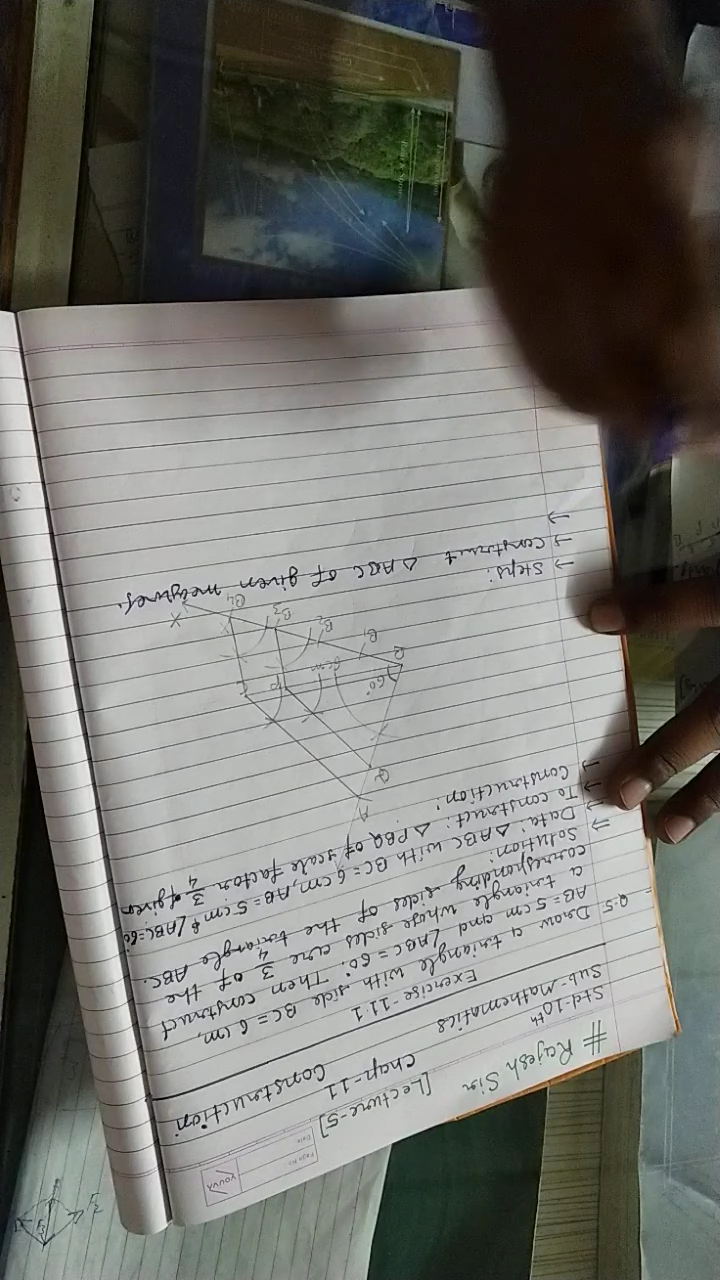 # Rajesh Sir [Lecture-5]
Std-10th Chap-11
Sub-Mathematics Construction
Exercise-11.1
Q.5 Draw a triangle with side BC = 6 cm,
AB = 5 cm and ∠ABC = 60°. Then construct
a triangle whose sides are 3/4 of the
corresponding sides of the triangle ABC.
⇒ Solution:
→ Data: △ABC with BC = 6 cm, AB = 5 cm & ∠ABC = 60
→ To construct: △PBQ of scale factor 3/4 of given
→ Construction:
A
Q
60°
B
P
C
B1
B2
B3
B4
X
→ Steps:
→ Construct △ABC of given measures.
→
Page No.
Date
YOUVA